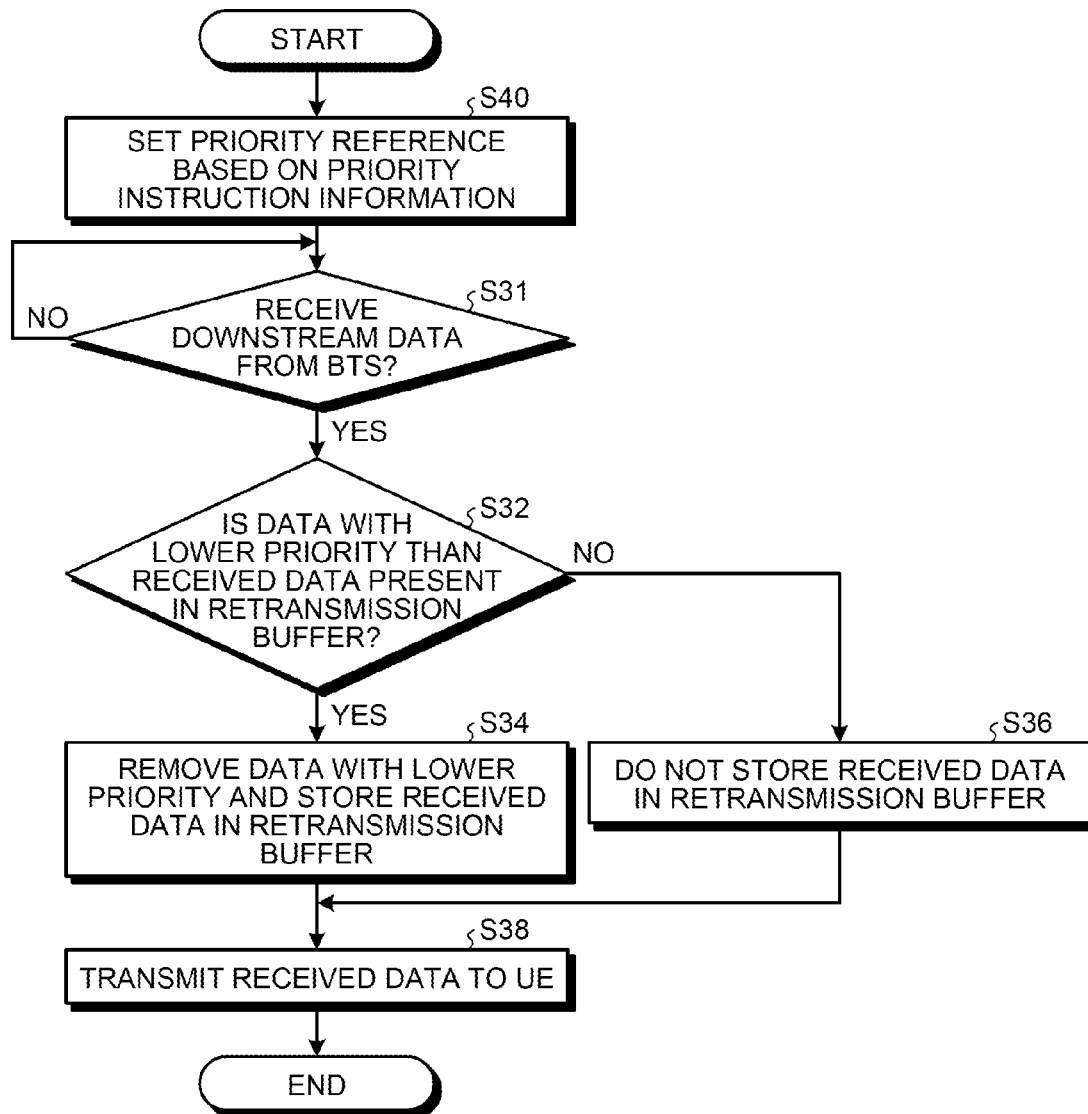 START
S40
SET PRIORITY REFERENCE
BASED ON PRIORITY
INSTRUCTION INFORMATION
S31
RECEIVE
DOWNSTREAM DATA
FROM BTS?
NO
YES
S32
IS DATA WITH
LOWER PRIORITY THAN
RECEIVED DATA PRESENT
IN RETRANSMISSION
BUFFER?
NO
YES
S34
REMOVE DATA WITH LOWER
PRIORITY AND STORE RECEIVED
DATA IN RETRANSMISSION
BUFFER
S36
DO NOT STORE RECEIVED DATA
IN RETRANSMISSION BUFFER
S38
TRANSMIT RECEIVED DATA TO UE
END